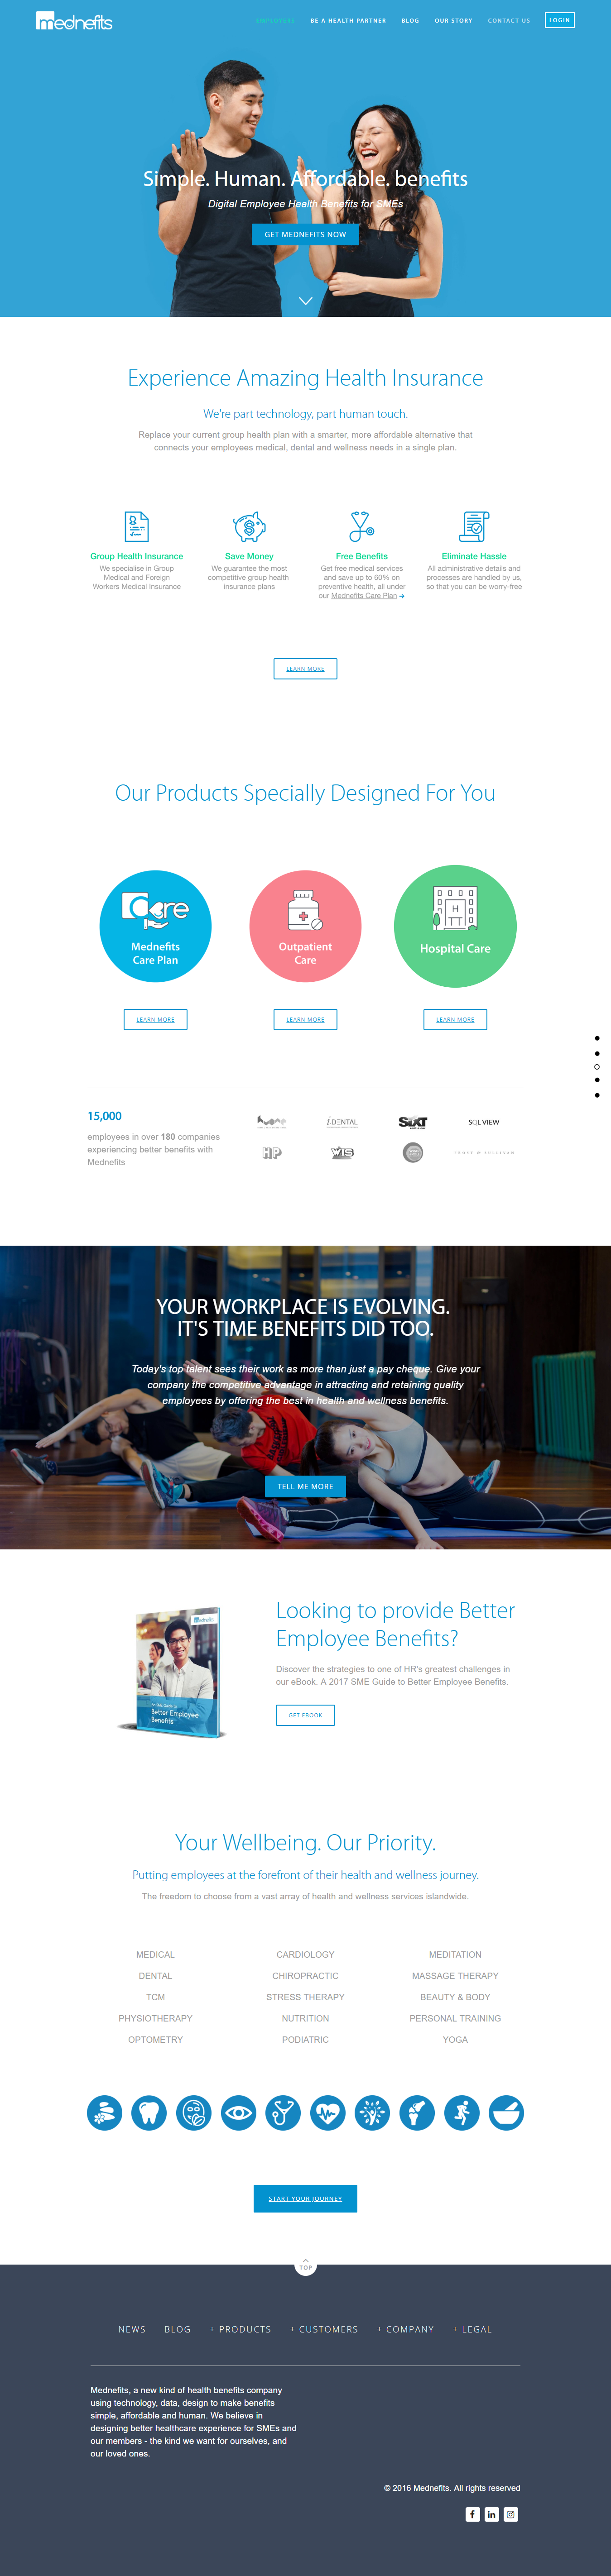 mednefits
EMPLOYERS
BE A HEALTH PARTNER
BLOG
OUR STORY
CONTACT US
LOGIN
Simple. Human. Affordable. benefits
Digital Employee Health Benefits for SMEs
GET MEDNEFITS NOW
Experience Amazing Health Insurance
We're part technology, part human touch.
Replace your current group health plan with a smarter, more affordable alternative that
connects your employees medical, dental and wellness needs in a single plan.
Group Health Insurance
We specialise in Group
Medical and Foreign
Workers Medical Insurance
Save Money
We guarantee the most
competitive group health
insurance plans
Free Benefits
Get free medical services
and save up to 60% on
preventive health, all under
our Mednefits Care Plan
Eliminate Hassle
All administrative details and
processes are handled by us,
so that you can be worry-free
LEARN MORE
Our Products Specially Designed For You
Care
Mednefits
Care Plan
Outpatient
Care
H
Hospital Care
LEARN MORE
LEARN MORE
LEARN MORE
15,000
employees in over 180 companies
experiencing better benefits with
Mednefits
i.DENTAL
SiXT
SOL VIEW
HP
W1S
FROST & SULLIVAN
YOUR WORKPLACE IS EVOLVING.
IT'S TIME BENEFITS DID TOO.
Today's top talent sees their work as more than just a pay cheque. Give your
company the competitive advantage in attracting and retaining quality
employees by offering the best in health and wellness benefits.
TELL ME MORE
mednefits
An SME Guide to
Better Employee
Benefits
Looking to provide Better
Employee Benefits?
Discover the strategies to one of HR's greatest challenges in
our eBook. A 2017 SME Guide to Better Employee Benefits.
GET EBOOK
Your Wellbeing. Our Priority.
Putting employees at the forefront of their health and wellness journey.
The freedom to choose from a vast array of health and wellness services islandwide.
MEDICAL
DENTAL
TCM
PHYSIOTHERAPY
OPTOMETRY
CARDIOLOGY
CHIROPRACTIC
STRESS THERAPY
NUTRITION
PODIATRIC
MEDITATION
MASSAGE THERAPY
BEAUTY & BODY
PERSONAL TRAINING
YOGA
START YOUR JOURNEY
TOP
NEWS
BLOG
+ PRODUCTS
+ CUSTOMERS
+ COMPANY
+ LEGAL
Mednefits, a new kind of health benefits company
using technology, data, design to make benefits
simple, affordable and human. We believe in
designing better healthcare experience for SMEs and
our members - the kind we want for ourselves, and
our loved ones.
© 2016 Mednefits. All rights reserved